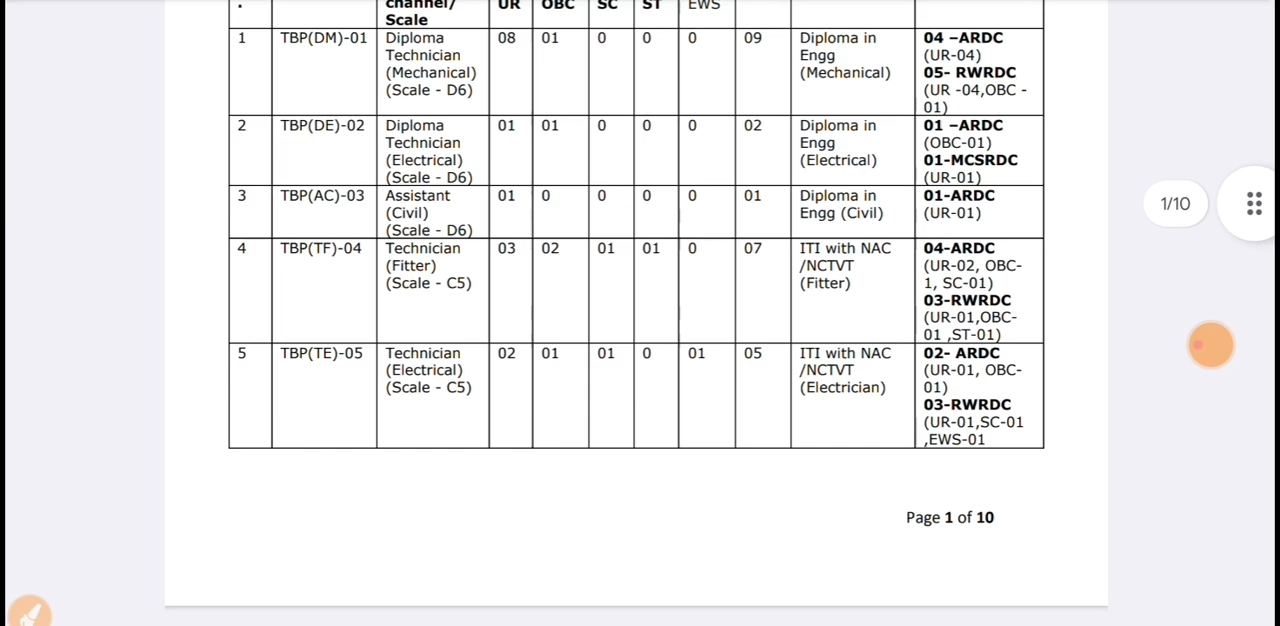 . channel/ UR OBC SC ST EWS
Scale
1 TBP(DM)-01 Diploma 08 01 0 0 0 09 Diploma in 04 –ARDC
Technician Engg (UR-04)
(Mechanical) (Mechanical) 05- RWRDC
(Scale - D6) (UR -04,OBC -
01)
2 TBP(DE)-02 Diploma 01 01 0 0 0 02 Diploma in 01 –ARDC
Technician Engg (OBC-01)
(Electrical) (Electrical) 01-MCSRDC
(Scale - D6) (UR-01)
3 TBP(AC)-03 Assistant 01 0 0 0 0 01 Diploma in 01-ARDC
(Civil) Engg (Civil) (UR-01)
(Scale - D6)
4 TBP(TF)-04 Technician 03 02 01 01 0 07 ITI with NAC 04-ARDC
(Fitter) /NCTVT (UR-02, OBC-
(Scale - C5) (Fitter) 1, SC-01)
03-RWRDC
(UR-01,OBC-
01 ,ST-01)
5 TBP(TE)-05 Technician 02 01 01 0 01 05 ITI with NAC 02- ARDC
(Electrical) /NCTVT (UR-01, OBC-
(Scale - C5) (Electrician) 01)
03-RWRDC
(UR-01,SC-01
,EWS-01
1/10
Page 1 of 10